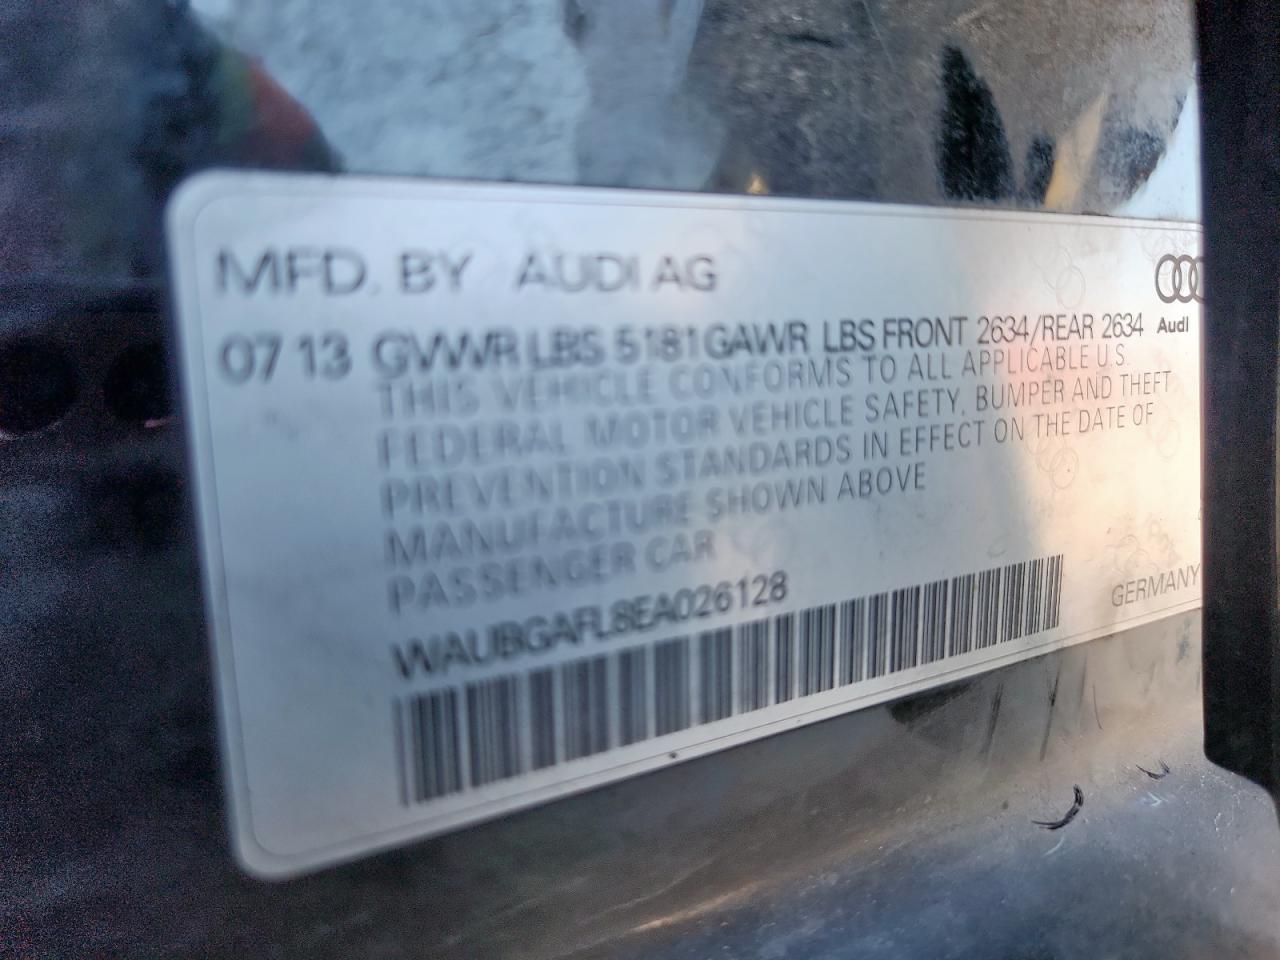 MFD. BY AUDI AG
07 13 GVWR LBS 5181 GAWR LBS FRONT 2634/REAR 2634
Audi
THIS VEHICLE CONFORMS TO ALL APPLICABLE U.S.
FEDERAL MOTOR VEHICLE SAFETY, BUMPER AND THEFT
PREVENTION STANDARDS IN EFFECT ON THE DATE OF
MANUFACTURE SHOWN ABOVE
PASSENGER CAR
WAUBGAFL8EA026128
GERMANY